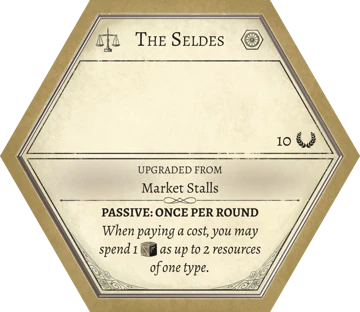 The Seldes
10
UPGRADED FROM
Market Stalls
PASSIVE: ONCE PER ROUND
When paying a cost, you may
spend 1 as up to 2 resources
of one type.